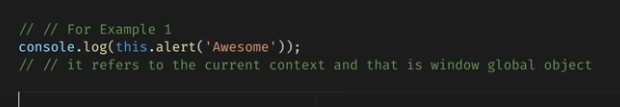 // // For Example 1
console.log(this.alert('Awesome'));
// // it refers to the current context and that is window global object